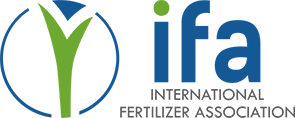 ifa
INTERNATIONAL
FERTILIZER ASSOCIATION